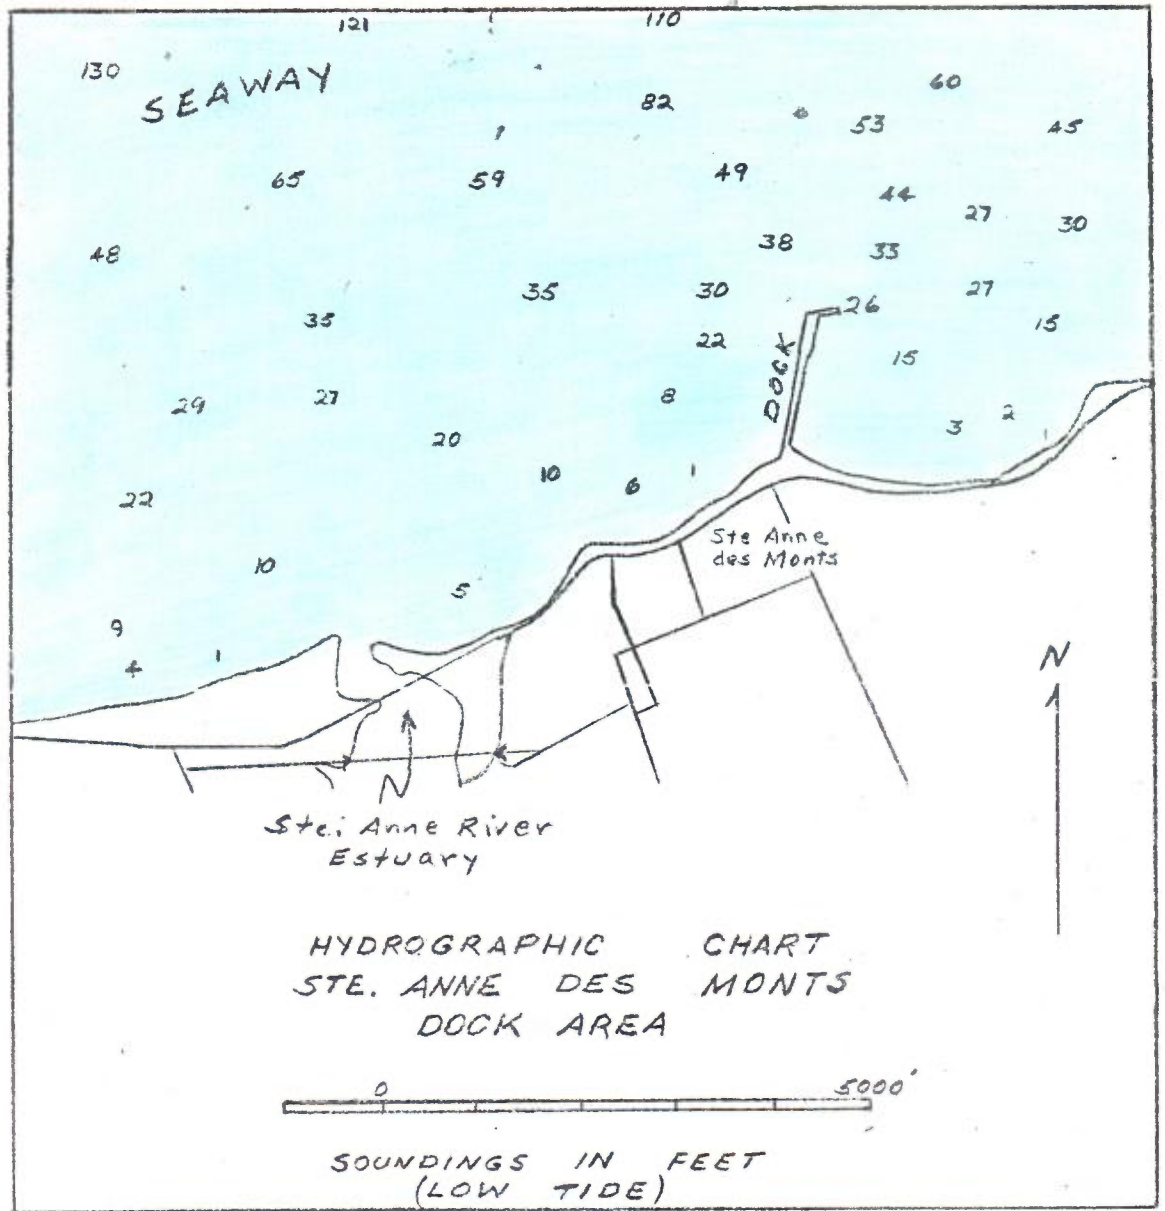 121 110
130
SEAWAY
60
82
53 45
65 59 49
44
27
30
48 38 33
35 30 27
35 26
22 15
DOCK
15
29 27 8
2
3 1
20
10 6 1
22
Ste Anne
des Monts
10
5
9
4 1
N
N
Ste. Anne River
Estuary
HYDROGRAPHIC CHART
STE. ANNE DES MONTS
DOCK AREA
0 5000'
SOUNDINGS IN FEET
(LOW TIDE)